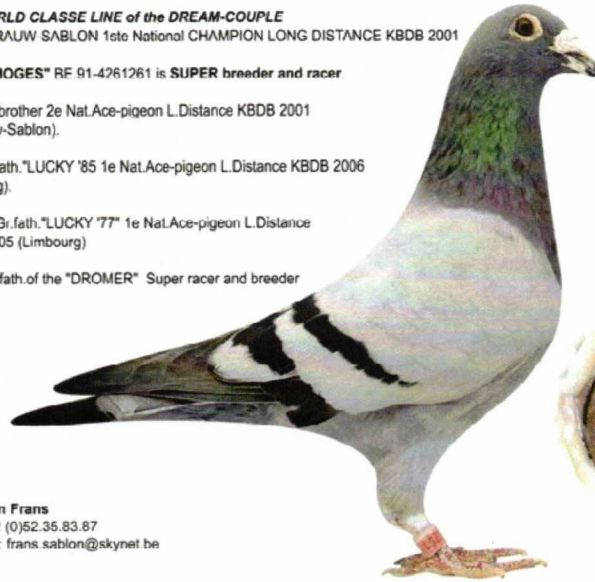 RLD CLASSE LINE of the DREAM-COUPLE
RAUW SABLON 1ste National CHAMPION LONG DISTANCE KBDB 2001
MOGES" BE 91-4261261 is SUPER breeder and racer
brother 2e Nat.Ace-pigeon L.Distance KBDB 2001
-Sablon).
ath."LUCKY '85 1e Nat.Ace-pigeon L.Distance KBDB 2006
g).
Gr.fath."LUCKY '77" 1e Nat.Ace-pigeon L.Distance
05 (Limbourg)
fath.of the "DROMER" Super racer and breeder
n Frans
(0)52.35.83.87
frans.sablon@skynet.be